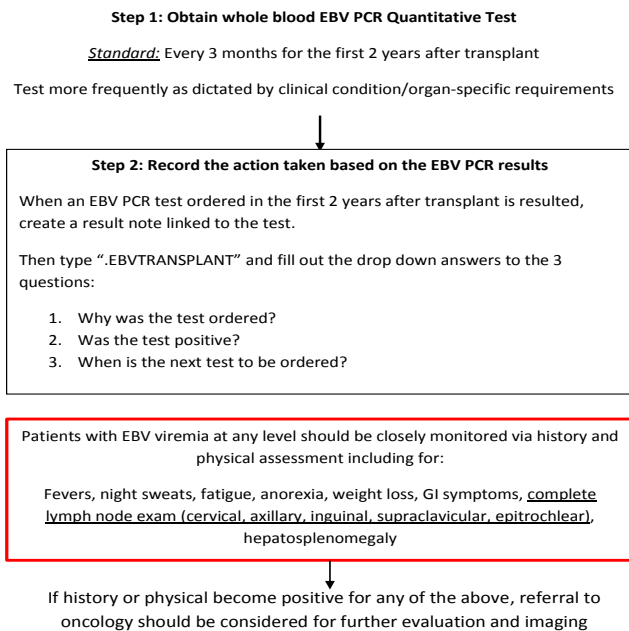 Step 1: Obtain whole blood EBV PCR Quantitative Test
Standard: Every 3 months for the first 2 years after transplant
Test more frequently as dictated by clinical condition/organ-specific requirements
Step 2: Record the action taken based on the EBV PCR results
When an EBV PCR test ordered in the first 2 years after transplant is resulted,
create a result note linked to the test.
Then type ".EBVTRANSPLANT" and fill out the drop down answers to the 3
questions:
1. Why was the test ordered?
2. Was the test positive?
3. When is the next test to be ordered?
Patients with EBV viremia at any level should be closely monitored via history and
physical assessment including for:
Fevers, night sweats, fatigue, anorexia, weight loss, GI symptoms, complete
lymph node exam (cervical, axillary, inguinal, supraclavicular, epitrochlear),
hepatosplenomegaly
If history or physical become positive for any of the above, referral to
oncology should be considered for further evaluation and imaging